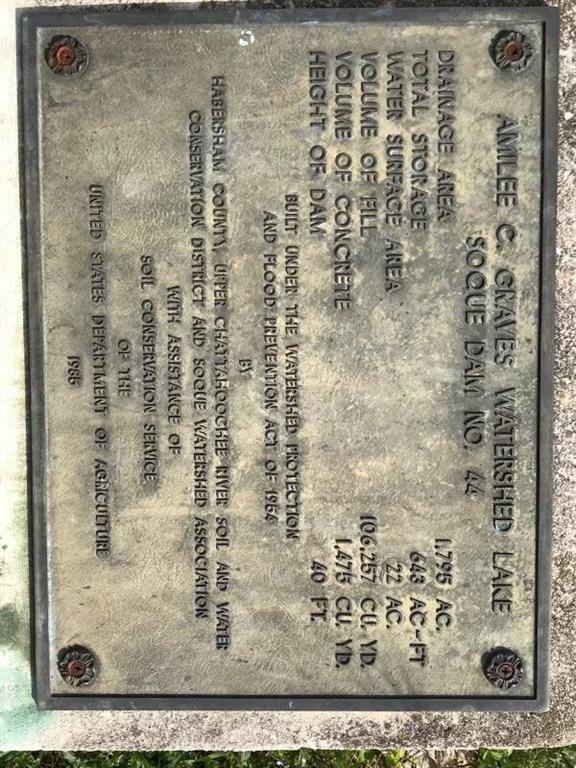 AMILEE C. GRAVES WATERSHED LAKE
SOQUE DAM NO. 44
DRAINAGE AREA 1,795 AC.
TOTAL STORAGE 643 AC-FT
WATER SURFACE AREA 22 AC.
VOLUME OF FILL 106,257 CU. YD.
VOLUME OF CONCRETE 1,475 CU. YD.
HEIGHT OF DAM 40 FT.
BUILT UNDER THE WATERSHED PROTECTION
AND FLOOD PREVENTION ACT OF 1954
BY
HABERSHAM COUNTY, UPPER CHATTAHOOCHEE RIVER SOIL AND WATER
CONSERVATION DISTRICT AND SOQUE WATERSHED ASSOCIATION
WITH ASSISTANCE OF
SOIL CONSERVATION SERVICE
OF THE
UNITED STATES DEPARTMENT OF AGRICULTURE
1985